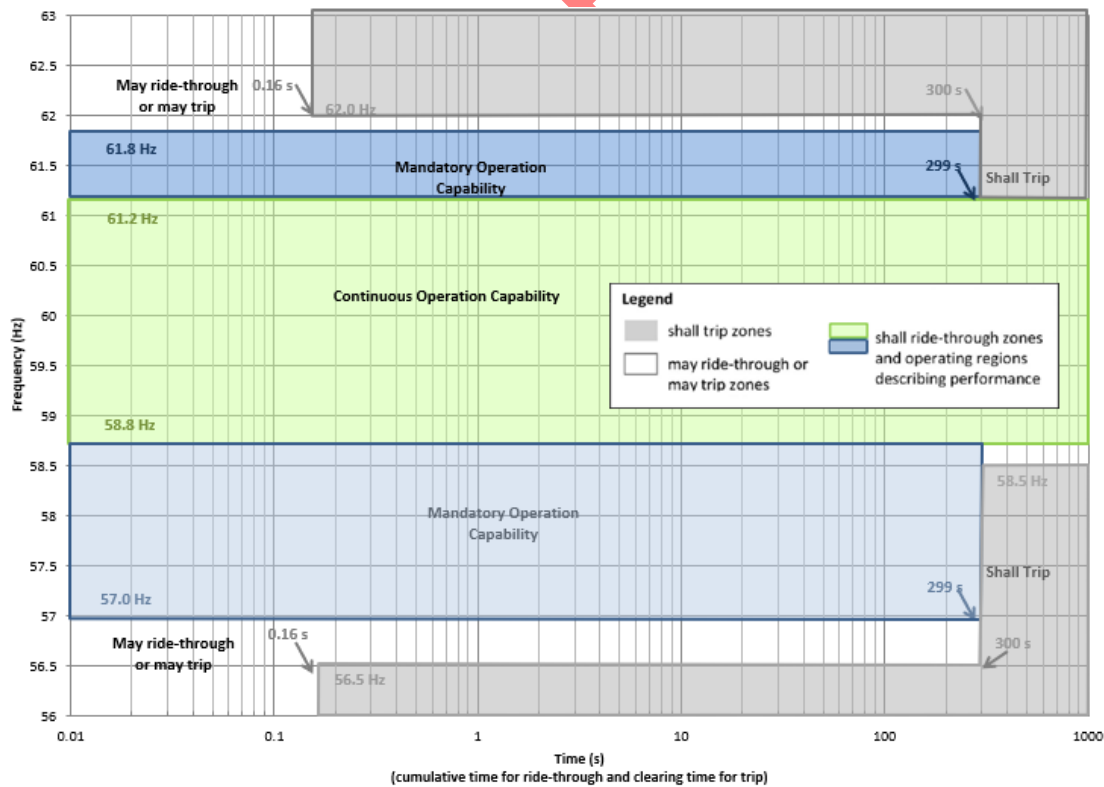 63
62.5
62
61.5
61
60.5
60
59.5
59
58.5
58
57.5
57
56.5
56
Frequency (Hz)
May ride-through
or may trip
0.16 s
62.0 Hz
300 s
61.8 Hz
Mandatory Operation
Capability
299 s
Shall Trip
61.2 Hz
Continuous Operation Capability
Legend
shall trip zones
may ride-through or
may trip zones
shall ride-through zones
and operating regions
describing performance
58.8 Hz
58.5 Hz
Mandatory Operation
Capability
Shall Trip
57.0 Hz
299 s
May ride-through
or may trip
0.16 s
300 s
56.5 Hz
0.01
0.1
1
10
100
1000
Time (s)
(cumulative time for ride-through and clearing time for trip)